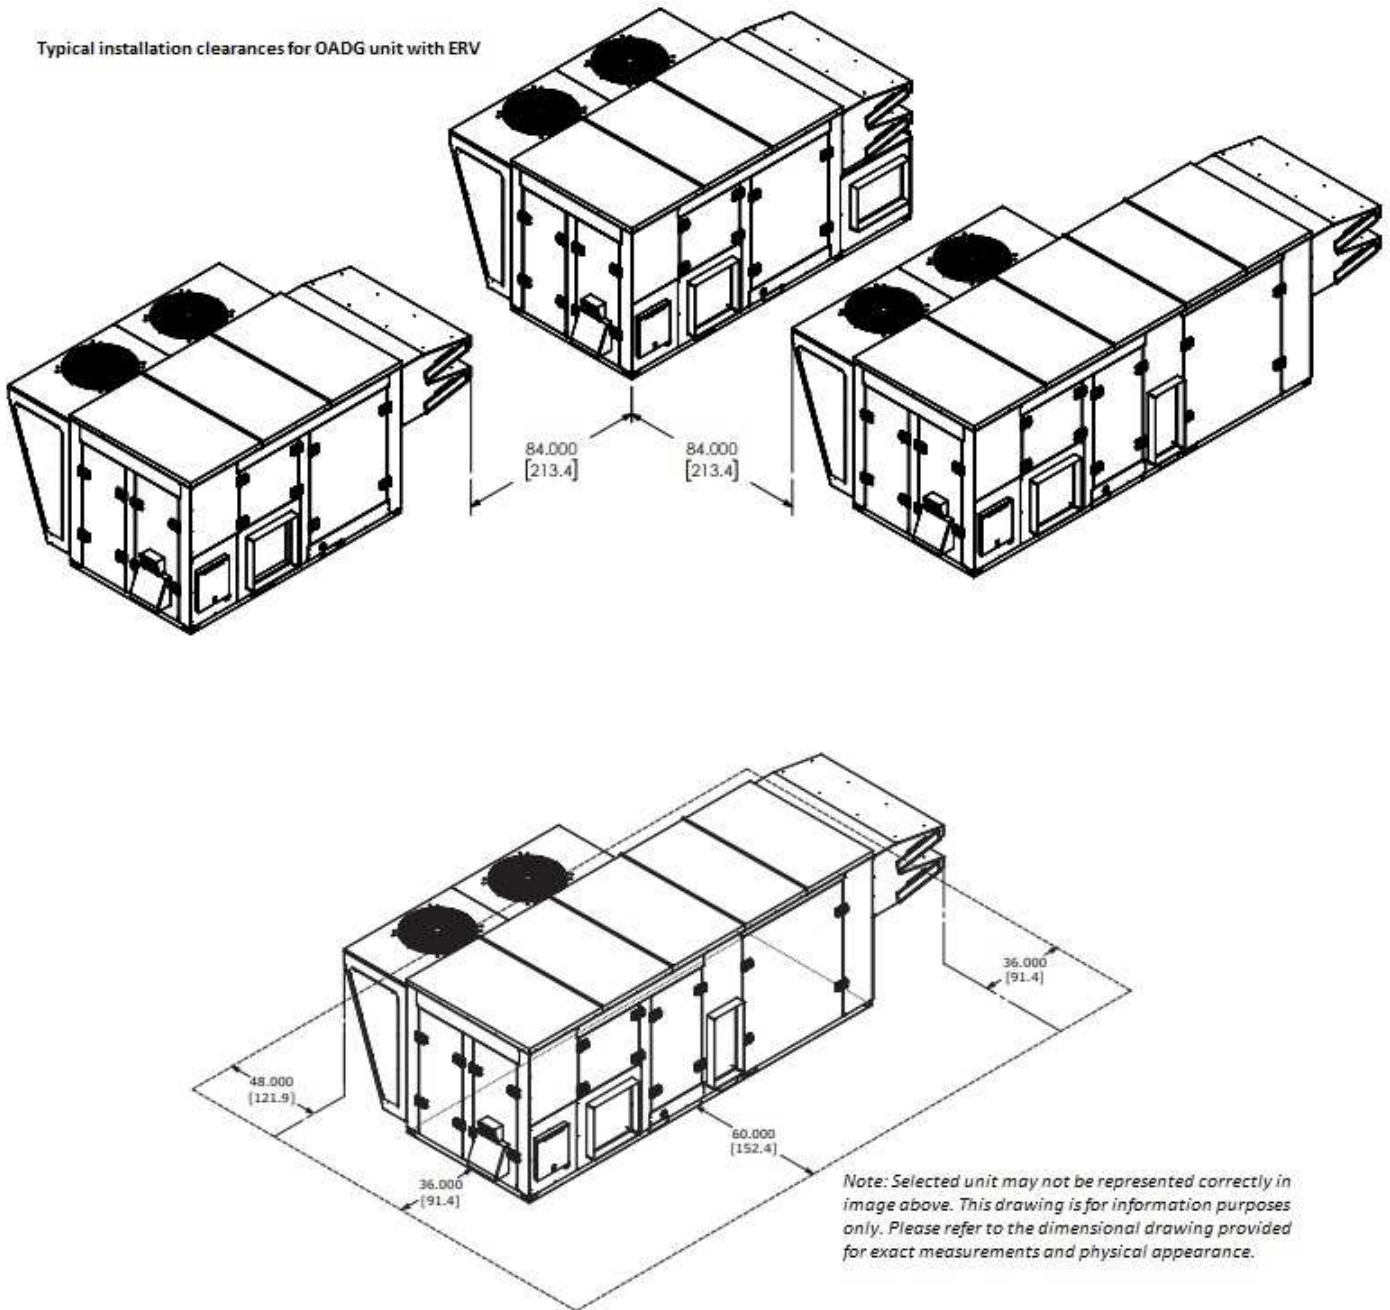 Typical installation clearances for OADG unit with ERV
84.000
[213.4]
84.000
[213.4]
36.000
[91.4]
48.000
[121.9]
60.000
[152.4]
36.000
[91.4]
Note: Selected unit may not be represented correctly in
image above. This drawing is for information purposes
only. Please refer to the dimensional drawing provided
for exact measurements and physical appearance.